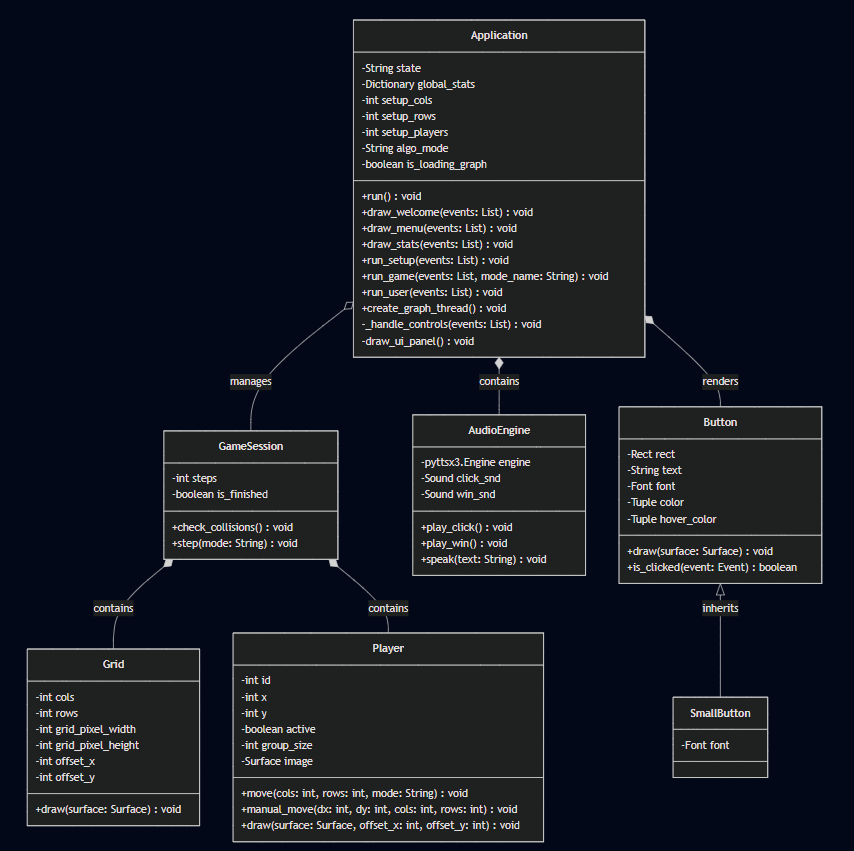 Application
-String state
-Dictionary global_stats
-int setup_cols
-int setup_rows
-int setup_players
-String algo_mode
-boolean is_loading_graph
+run() : void
+draw_welcome(events: List) : void
+draw_menu(events: List) : void
+draw_stats(events: List) : void
+run_setup(events: List) : void
+run_game(events: List, mode_name: String) : void
+run_user(events: List) : void
+create_graph_thread() : void
-_handle_controls(events: List) : void
-draw_ui_panel() : void
manages
contains
renders
GameSession
-int steps
-boolean is_finished
+check_collisions() : void
+step(mode: String) : void
AudioEngine
-pyttsx3.Engine engine
-Sound click_snd
-Sound win_snd
+play_click() : void
+play_win() : void
+speak(text: String) : void
Button
-Rect rect
-String text
-Font font
-Tuple color
-Tuple hover_color
+draw(surface: Surface) : void
+is_clicked(event: Event) : boolean
contains
contains
inherits
Grid
-int cols
-int rows
-int grid_pixel_width
-int grid_pixel_height
-int offset_x
-int offset_y
+draw(surface: Surface) : void
Player
-int id
-int x
-int y
-boolean active
-int group_size
-Surface image
+move(cols: int, rows: int, mode: String) : void
+manual_move(dx: int, dy: int, cols: int, rows: int) : void
+draw(surface: Surface, offset_x: int, offset_y: int) : void
SmallButton
-Font font